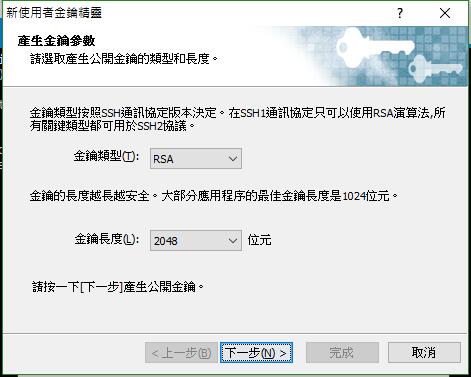 新使用者金鑰精靈
產生金鑰參數
請選取產生公開金鑰的類型和長度。
金鑰類型按照SSH通訊協定版本決定。在SSH1通訊協定只可以使用RSA演算法,所
有關鍵類型都可用於SSH2協議。
金鑰類型(T): RSA
金鑰的長度越長越安全。大部分應用程序的最佳金鑰長度是1024位元。
金鑰長度(L): 2048 位元
請按一下[下一步]產生公開金鑰。
< 上一步(B) 下一步(N) > 完成 取消